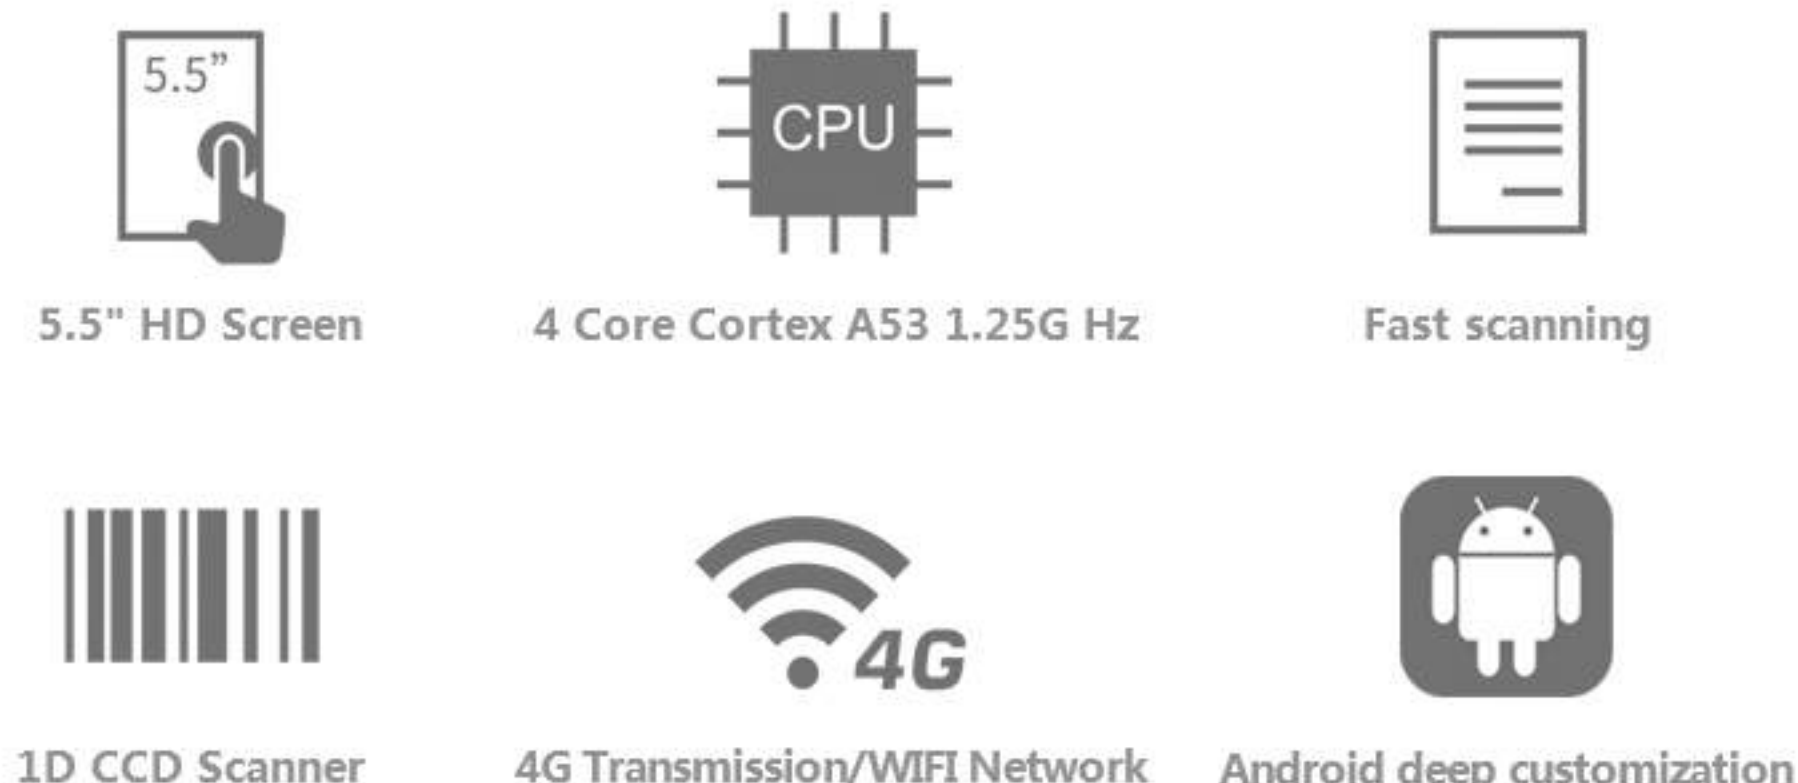 5.5”
CPU
5.5" HD Screen
4 Core Cortex A53 1.25G Hz
Fast scanning
4G
1D CCD Scanner
4G Transmission/WIFI Network
Android deep customization